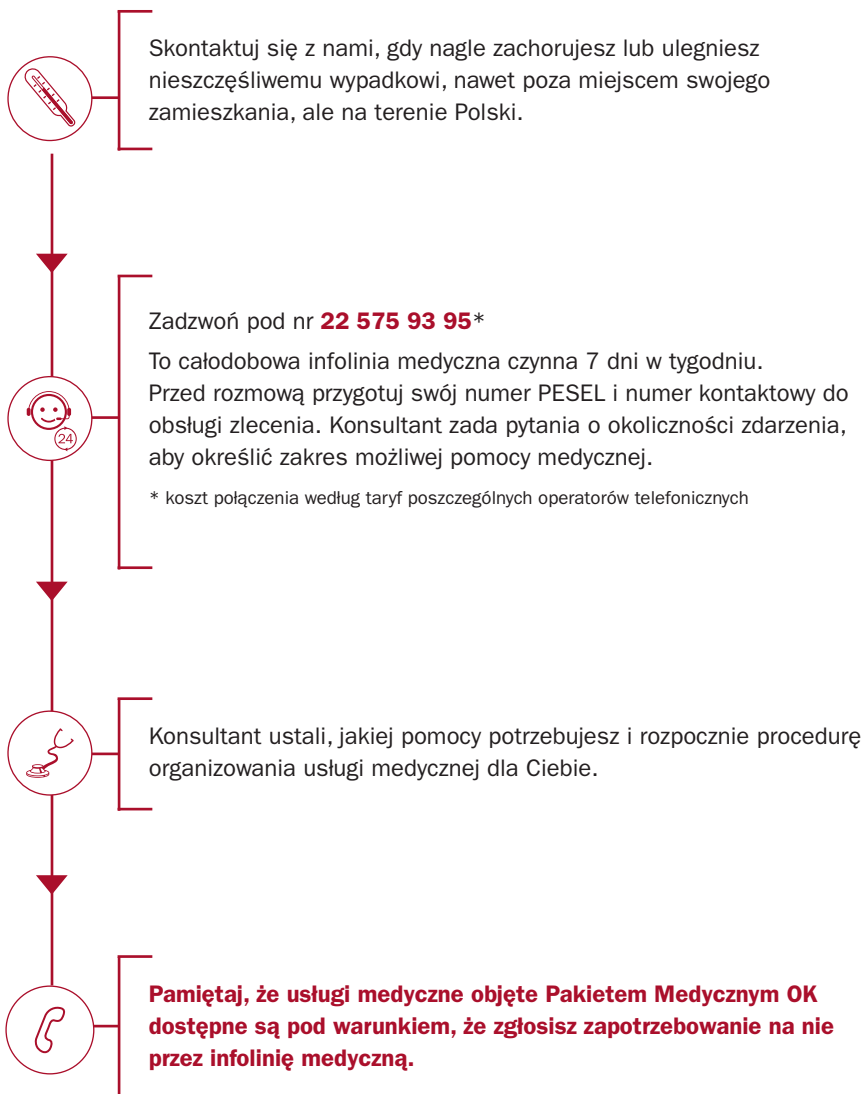 Skontaktuj się z nami, gdy nagle zachorujesz lub ulegniesz
nieszczęśliwemu wypadkowi, nawet poza miejscem swojego
zamieszkania, ale na terenie Polski.
Zadzwoń pod nr 22 575 93 95*
To całodobowa infolinia medyczna czynna 7 dni w tygodniu.
Przed rozmową przygotuj swój numer PESEL i numer kontaktowy do
obsługi zlecenia. Konsultant zada pytania o okoliczności zdarzenia,
aby określić zakres możliwej pomocy medycznej.
24
* koszt połączenia według taryf poszczególnych operatorów telefonicznych
Konsultant ustali, jakiej pomocy potrzebujesz i rozpocznie procedurę
organizowania usługi medycznej dla Ciebie.
Pamiętaj, że usługi medyczne objęte Pakietem Medycznym OK
dostępne są pod warunkiem, że zgłosisz zapotrzebowanie na nie
przez infolinię medyczną.